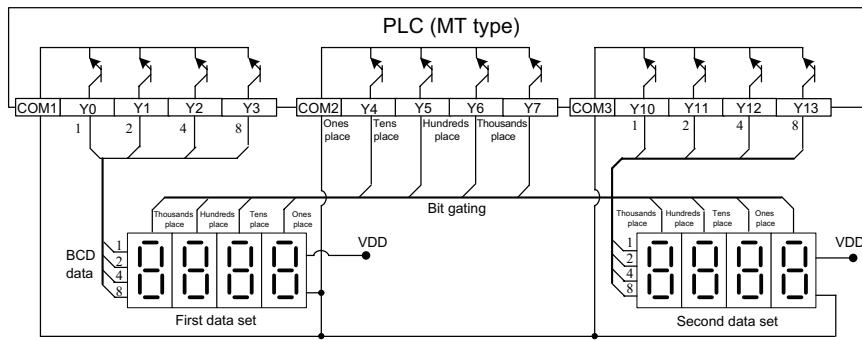 PLC (MT type)
COM1 Y0 Y1 Y2 Y3 COM2 Y4 Y5 Y6 Y7 COM3 Y10 Y11 Y12 Y13
1 2 4 8
Ones place
Tens place
Hundreds place
Thousands place
1 2 4 8
Bit gating
Thousands place
Hundreds place
Tens place
Ones place
Thousands place
Hundreds place
Tens place
Ones place
BCD data
1
2
4
8
VDD
First data set
1
2
4
8
VDD
Second data set